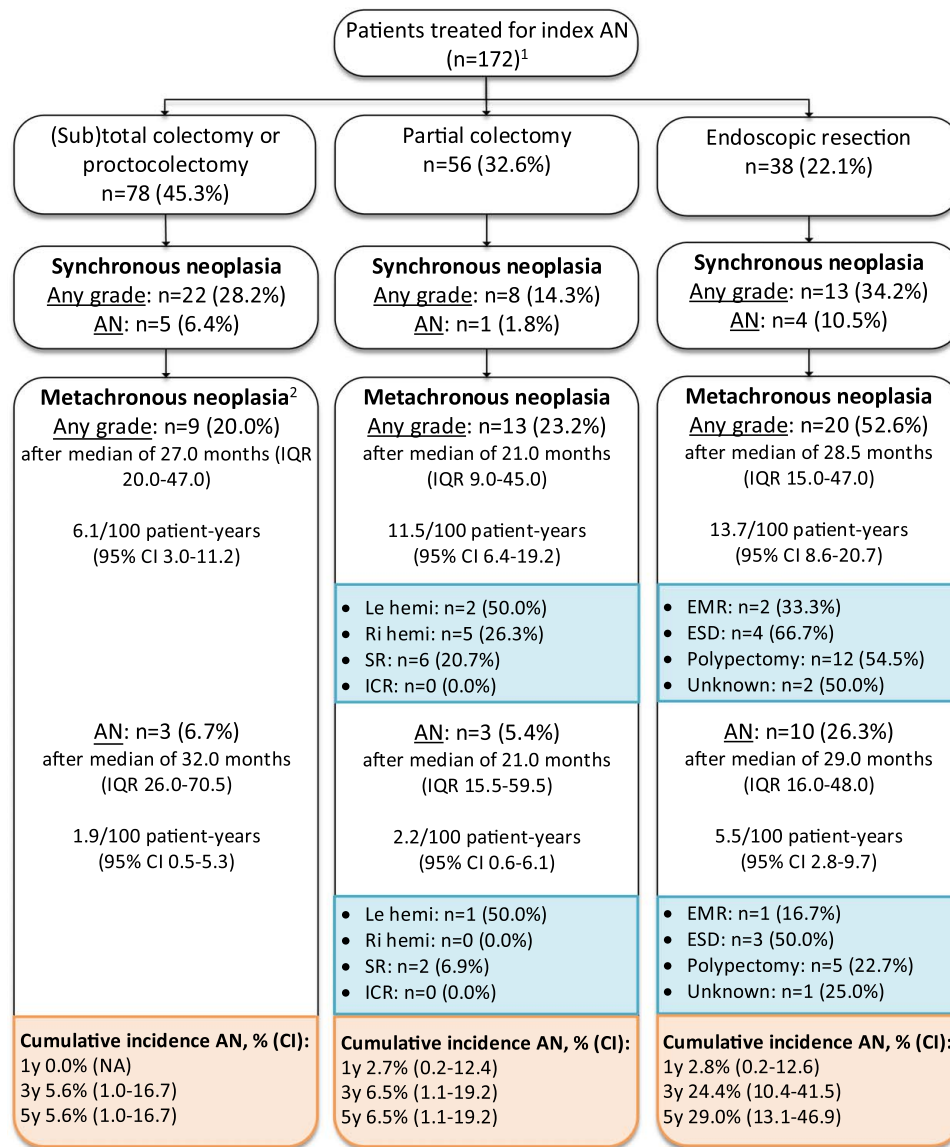 Patients treated for index AN
(n=172)1
(Sub)total colectomy or
proctocolectomy
n=78 (45.3%)
Partial colectomy
n=56 (32.6%)
Endoscopic resection
n=38 (22.1%)
Synchronous neoplasia
Any grade: n=22 (28.2%)
AN: n=5 (6.4%)
Synchronous neoplasia
Any grade: n=8 (14.3%)
AN: n=1 (1.8%)
Synchronous neoplasia
Any grade: n=13 (34.2%)
AN: n=4 (10.5%)
Metachronous neoplasia2
Any grade: n=9 (20.0%)
after median of 27.0 months (IQR
20.0-47.0)
6.1/100 patient-years
(95% CI 3.0-11.2)
AN: n=3 (6.7%)
after median of 32.0 months
(IQR 26.0-70.5)
1.9/100 patient-years
(95% CI 0.5-5.3)
Cumulative incidence AN, % (CI):
1y 0.0% (NA)
3y 5.6% (1.0-16.7)
5y 5.6% (1.0-16.7)
Metachronous neoplasia
Any grade: n=13 (23.2%)
after median of 21.0 months
(IQR 9.0-45.0)
11.5/100 patient-years
(95% CI 6.4-19.2)
• Le hemi: n=2 (50.0%)
• Ri hemi: n=5 (26.3%)
• SR: n=6 (20.7%)
• ICR: n=0 (0.0%)
AN: n=3 (5.4%)
after median of 21.0 months
(IQR 15.5-59.5)
2.2/100 patient-years
(95% CI 0.6-6.1)
• Le hemi: n=1 (50.0%)
• Ri hemi: n=0 (0.0%)
• SR: n=2 (6.9%)
• ICR: n=0 (0.0%)
Cumulative incidence AN, % (CI):
1y 2.7% (0.2-12.4)
3y 6.5% (1.1-19.2)
5y 6.5% (1.1-19.2)
Metachronous neoplasia
Any grade: n=20 (52.6%)
after median of 28.5 months
(IQR 15.0-47.0)
13.7/100 patient-years
(95% CI 8.6-20.7)
• EMR: n=2 (33.3%)
• ESD: n=4 (66.7%)
• Polypectomy: n=12 (54.5%)
• Unknown: n=2 (50.0%)
AN: n=10 (26.3%)
after median of 29.0 months
(IQR 16.0-48.0)
5.5/100 patient-years
(95% CI 2.8-9.7)
• EMR: n=1 (16.7%)
• ESD: n=3 (50.0%)
• Polypectomy: n=5 (22.7%)
• Unknown: n=1 (25.0%)
Cumulative incidence AN, % (CI):
1y 2.8% (0.2-12.6)
3y 24.4% (10.4-41.5)
5y 29.0% (13.1-46.9)